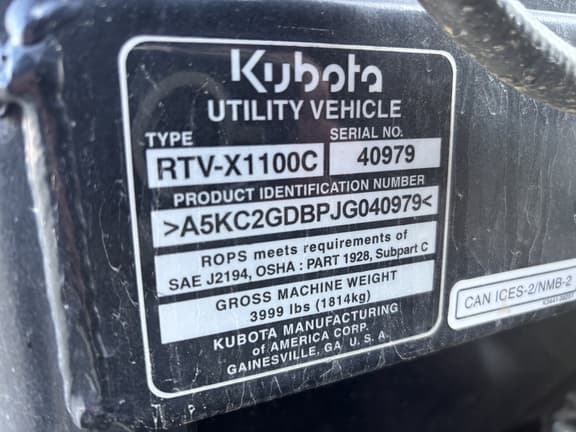 Kubota
UTILITY VEHICLE
TYPE SERIAL NO.
RTV-X1100C 40979
PRODUCT IDENTIFICATION NUMBER
>A5KC2GDBPJG040979<
ROPS meets requirements of
SAE J2194, OSHA : PART 1928, Subpart C
GROSS MACHINE WEIGHT
3999 lbs (1814kg)
KUBOTA MANUFACTURING
of AMERICA CORP.
GAINESVILLE, GA U. S. A.
CAN ICES-2/NMB-2